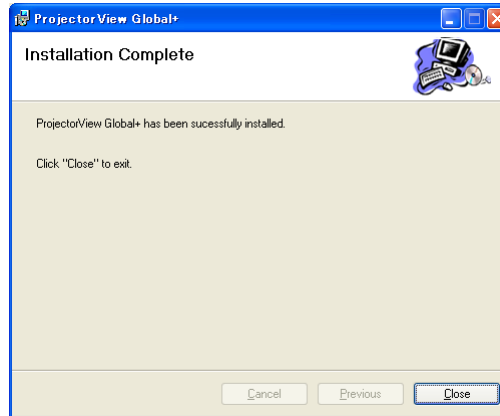 ProjectorView Global+
Installation Complete
ProjectorView Global+ has been sucessfully installed.
Click "Close" to exit.
Cancel Previous Close